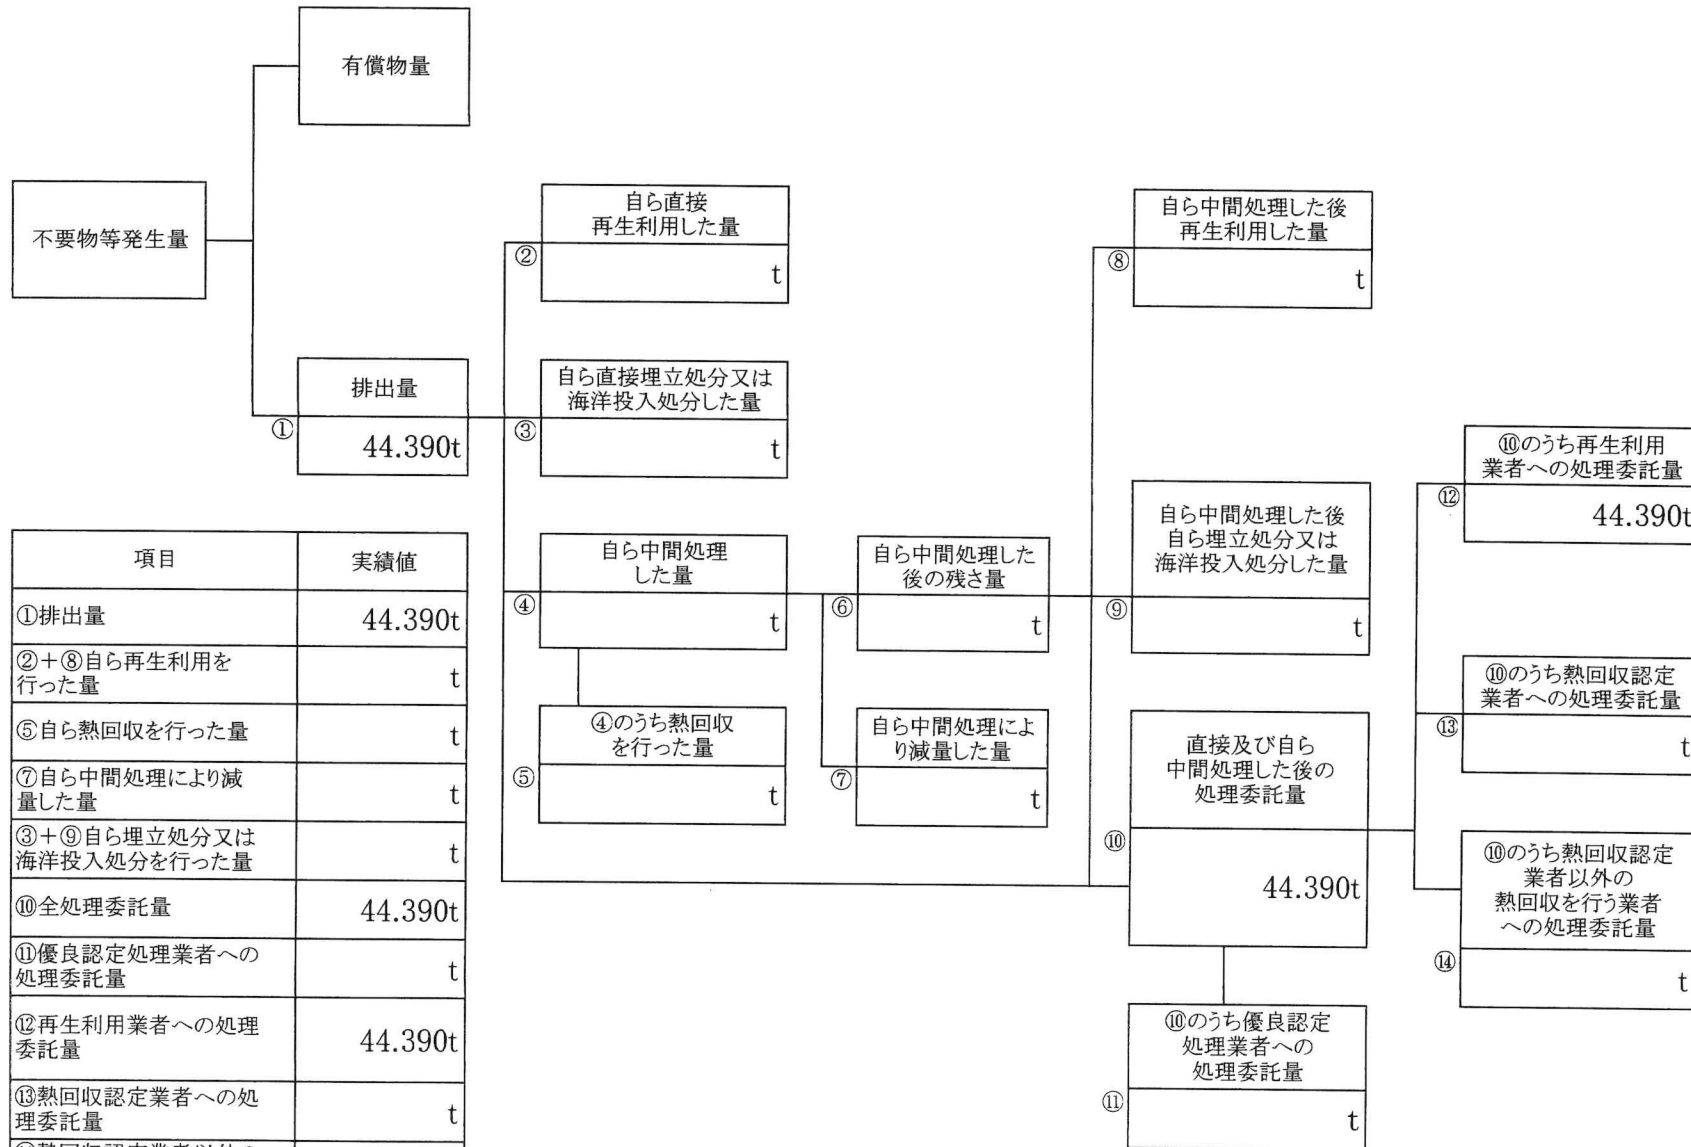 有償物量
不要物等発生量
自ら直接
再生利用した量
②
t
自ら中間処理した後
再生利用した量
⑧
t
排出量
①
44.390t
自ら直接埋立処分又は
海洋投入処分した量
③
t
自ら中間処理
した量
④
t
自ら中間処理した
後の残さ量
⑥
t
自ら中間処理した後
自ら埋立処分又は
海洋投入処分した量
⑨
t
④のうち熱回収
を行った量
⑤
t
自ら中間処理によ
り減量した量
⑦
t
直接及び自ら
中間処理した後の
処理委託量
⑩
44.390t
⑩のうち優良認定
処理業者への
処理委託量
⑪
t
⑩のうち再生利用
業者への処理委託量
⑫
44.390t
⑩のうち熱回収認定
業者への処理委託量
⑬
t
⑩のうち熱回収認定
業者以外の
熱回収を行う業者
への処理委託量
⑭
t
項目 実績値
①排出量 44.390t
②+⑧自ら再生利用を
行った量 t
⑤自ら熱回収を行った量 t
⑦自ら中間処理により減
量した量 t
③+⑨自ら埋立処分又は
海洋投入処分を行った量 t
⑩全処理委託量 44.390t
⑪優良認定処理業者への
処理委託量 t
⑫再生利用業者への処理
委託量 44.390t
⑬熱回収認定業者への処
理委託量 t